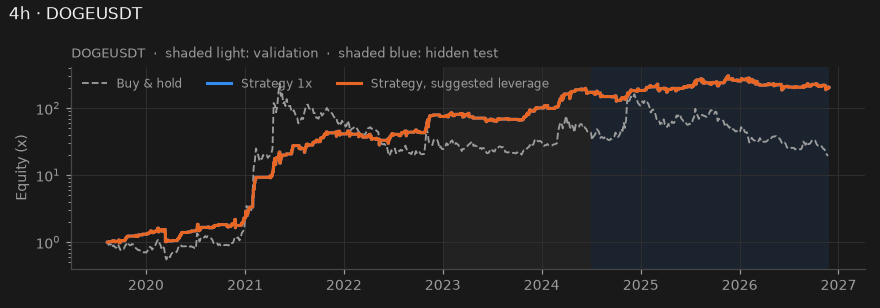 4h · DOGEUSDT
DOGEUSDT · shaded light: validation · shaded blue: hidden test
Buy & hold
Strategy 1x
Strategy, suggested leverage
Equity (x)
10²
10¹
10⁰
2020 2021 2022 2023 2024 2025 2026 2027